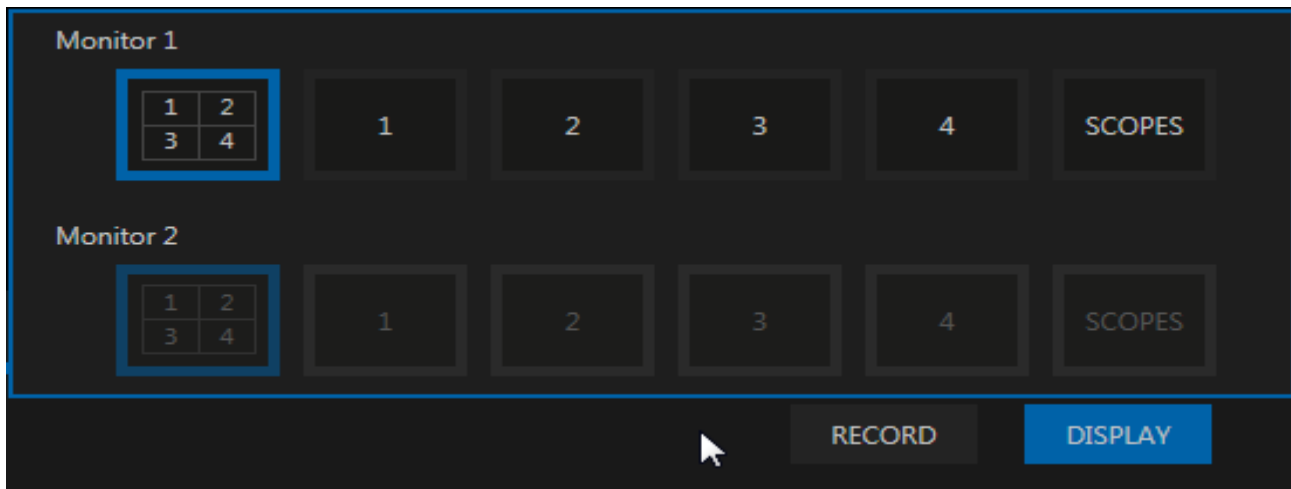 Monitor 1
1 2
3 4
1 2 3 4 SCOPES
Monitor 2
1 2
3 4
1 2 3 4 SCOPES
RECORD DISPLAY